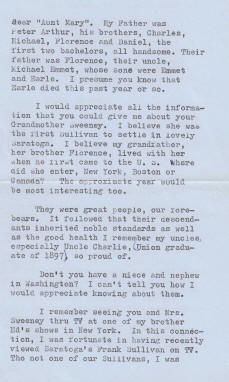 dear "Aunt Mary". My Father was
Peter Arthur, his brothers, Charles,
Michael, Florence and Daniel, the
first two bachelors, all handsome. Their
father was Florence, their uncle,
Michael Emmet, whose sons were Emmet
and Earle. I presume you know that
Earle died this past year or so.
I would appreciate all the informa-
tion that you could give me about your
Grandmother Sweeney. I believe she was
the first Sullivan to settle in lovely
Saratoga. I believe my grandfather,
her brother Florence, lived with her
when he first came to the U. S. Where
did she enter, New York, Boston or
Canada? The approximate year would
be most interesting too.
They were great people, our fore-
bears. It followed that their descend-
ants inherited noble standards as well
as the good health I remember my uncles,
especially Uncle Charlie, (Union gradu-
ate of 1897) so proud of.
Don't you have a niece and nephew
in Washington? I can't tell you how I
would appreciate knowing about them.
I remember seeing you and Mrs.
Sweeney thru TV at one of my brother
Ed's shows in New York. In this connec-
tion, I was fortunate in having recently
viewed Saratoga's Frank Sullivan on TV.
Tho not one of our Sullivans, I was